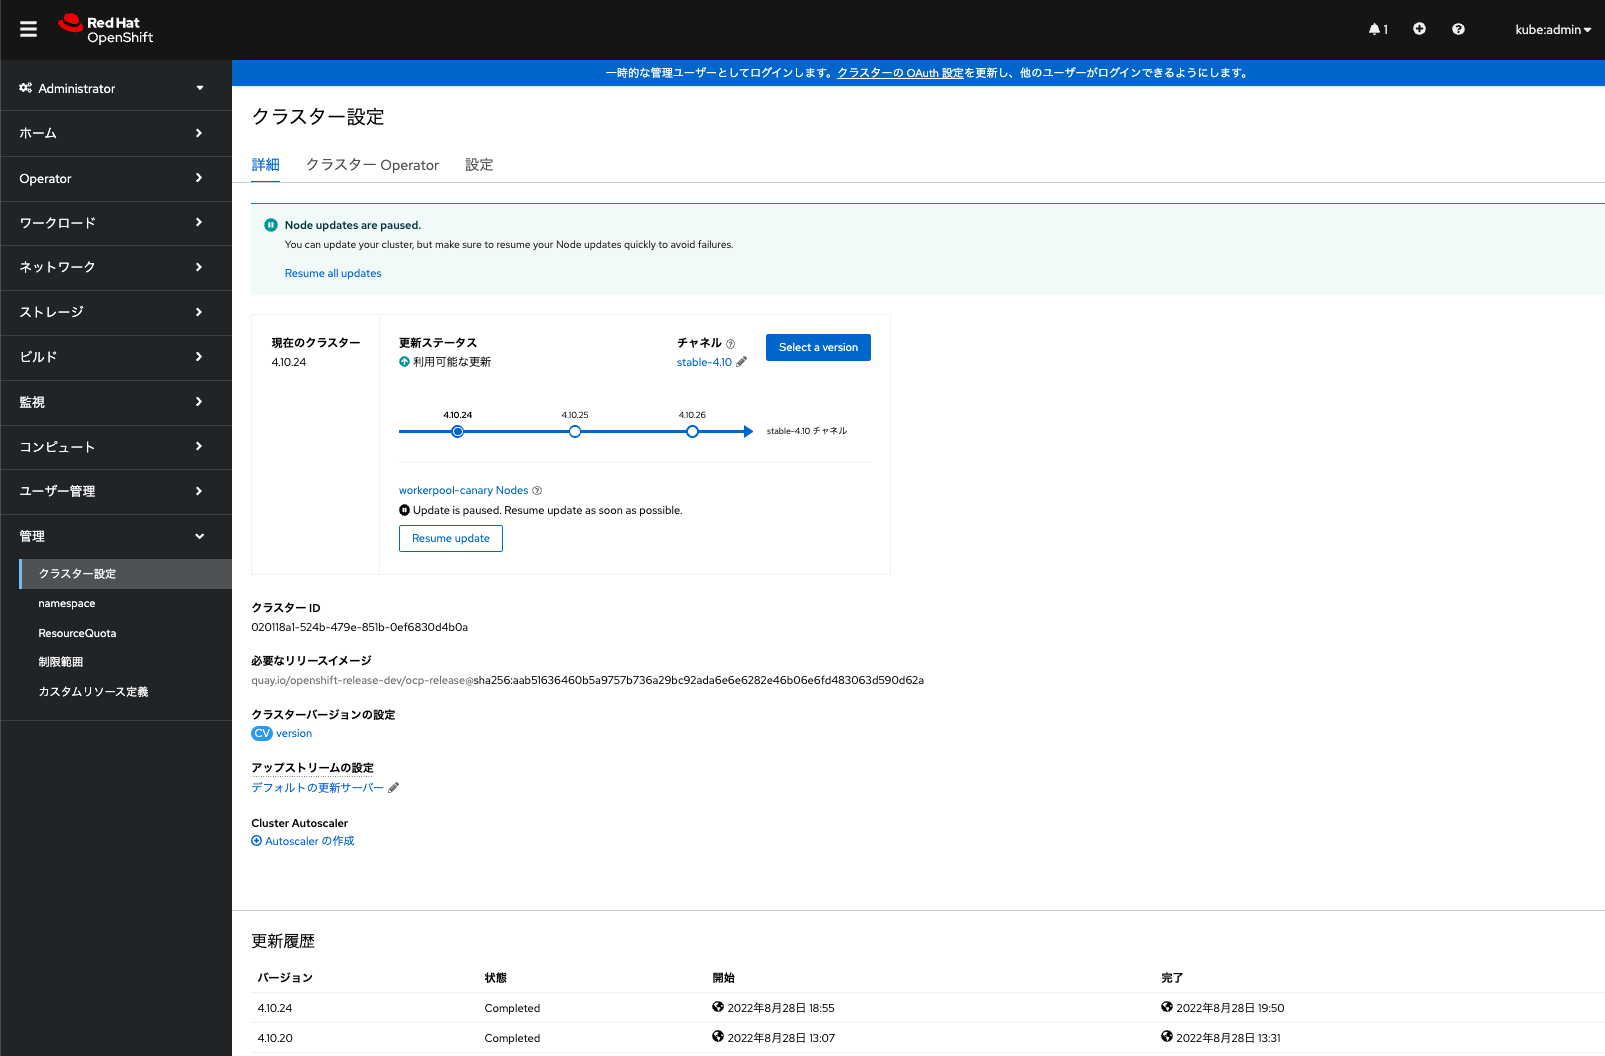 Red Hat
OpenShift
1
kube:admin
Administrator
ホーム
Operator
ワークロード
ネットワーク
ストレージ
ビルド
監視
コンピュート
ユーザー管理
管理
クラスター設定
namespace
ResourceQuota
制限範囲
カスタムリソース定義
一時的な管理ユーザーとしてログインします。クラスターの OAuth 設定を更新し、他のユーザーがログインできるようにします。
クラスター設定
詳細 クラスター Operator 設定
Node updates are paused.
You can update your cluster, but make sure to resume your Node updates quickly to avoid failures.
Resume all updates
現在のクラスター
4.10.24
更新ステータス
利用可能な更新
チャネル
stable-4.10
Select a version
4.10.24 4.10.25 4.10.26
stable-4.10 チャネル
workerpool-canary Nodes
Update is paused. Resume update as soon as possible.
Resume update
クラスター ID
020118a1-524b-479e-851b-0ef6830d4b0a
必要なリリースイメージ
quay.io/openshift-release-dev/ocp-release@sha256:aab51636460b5a9757b736a29bc92ada6e6e6282e46b06e6fd483063d590d62a
クラスターバージョンの設定
CV version
アップストリームの設定
デフォルトの更新サーバー
Cluster Autoscaler
Autoscaler の作成
更新履歴
バージョン 状態 開始 完了
4.10.24 Completed 2022年8月28日 18:55 2022年8月28日 19:50
4.10.20 Completed 2022年8月28日 13:07 2022年8月28日 13:31